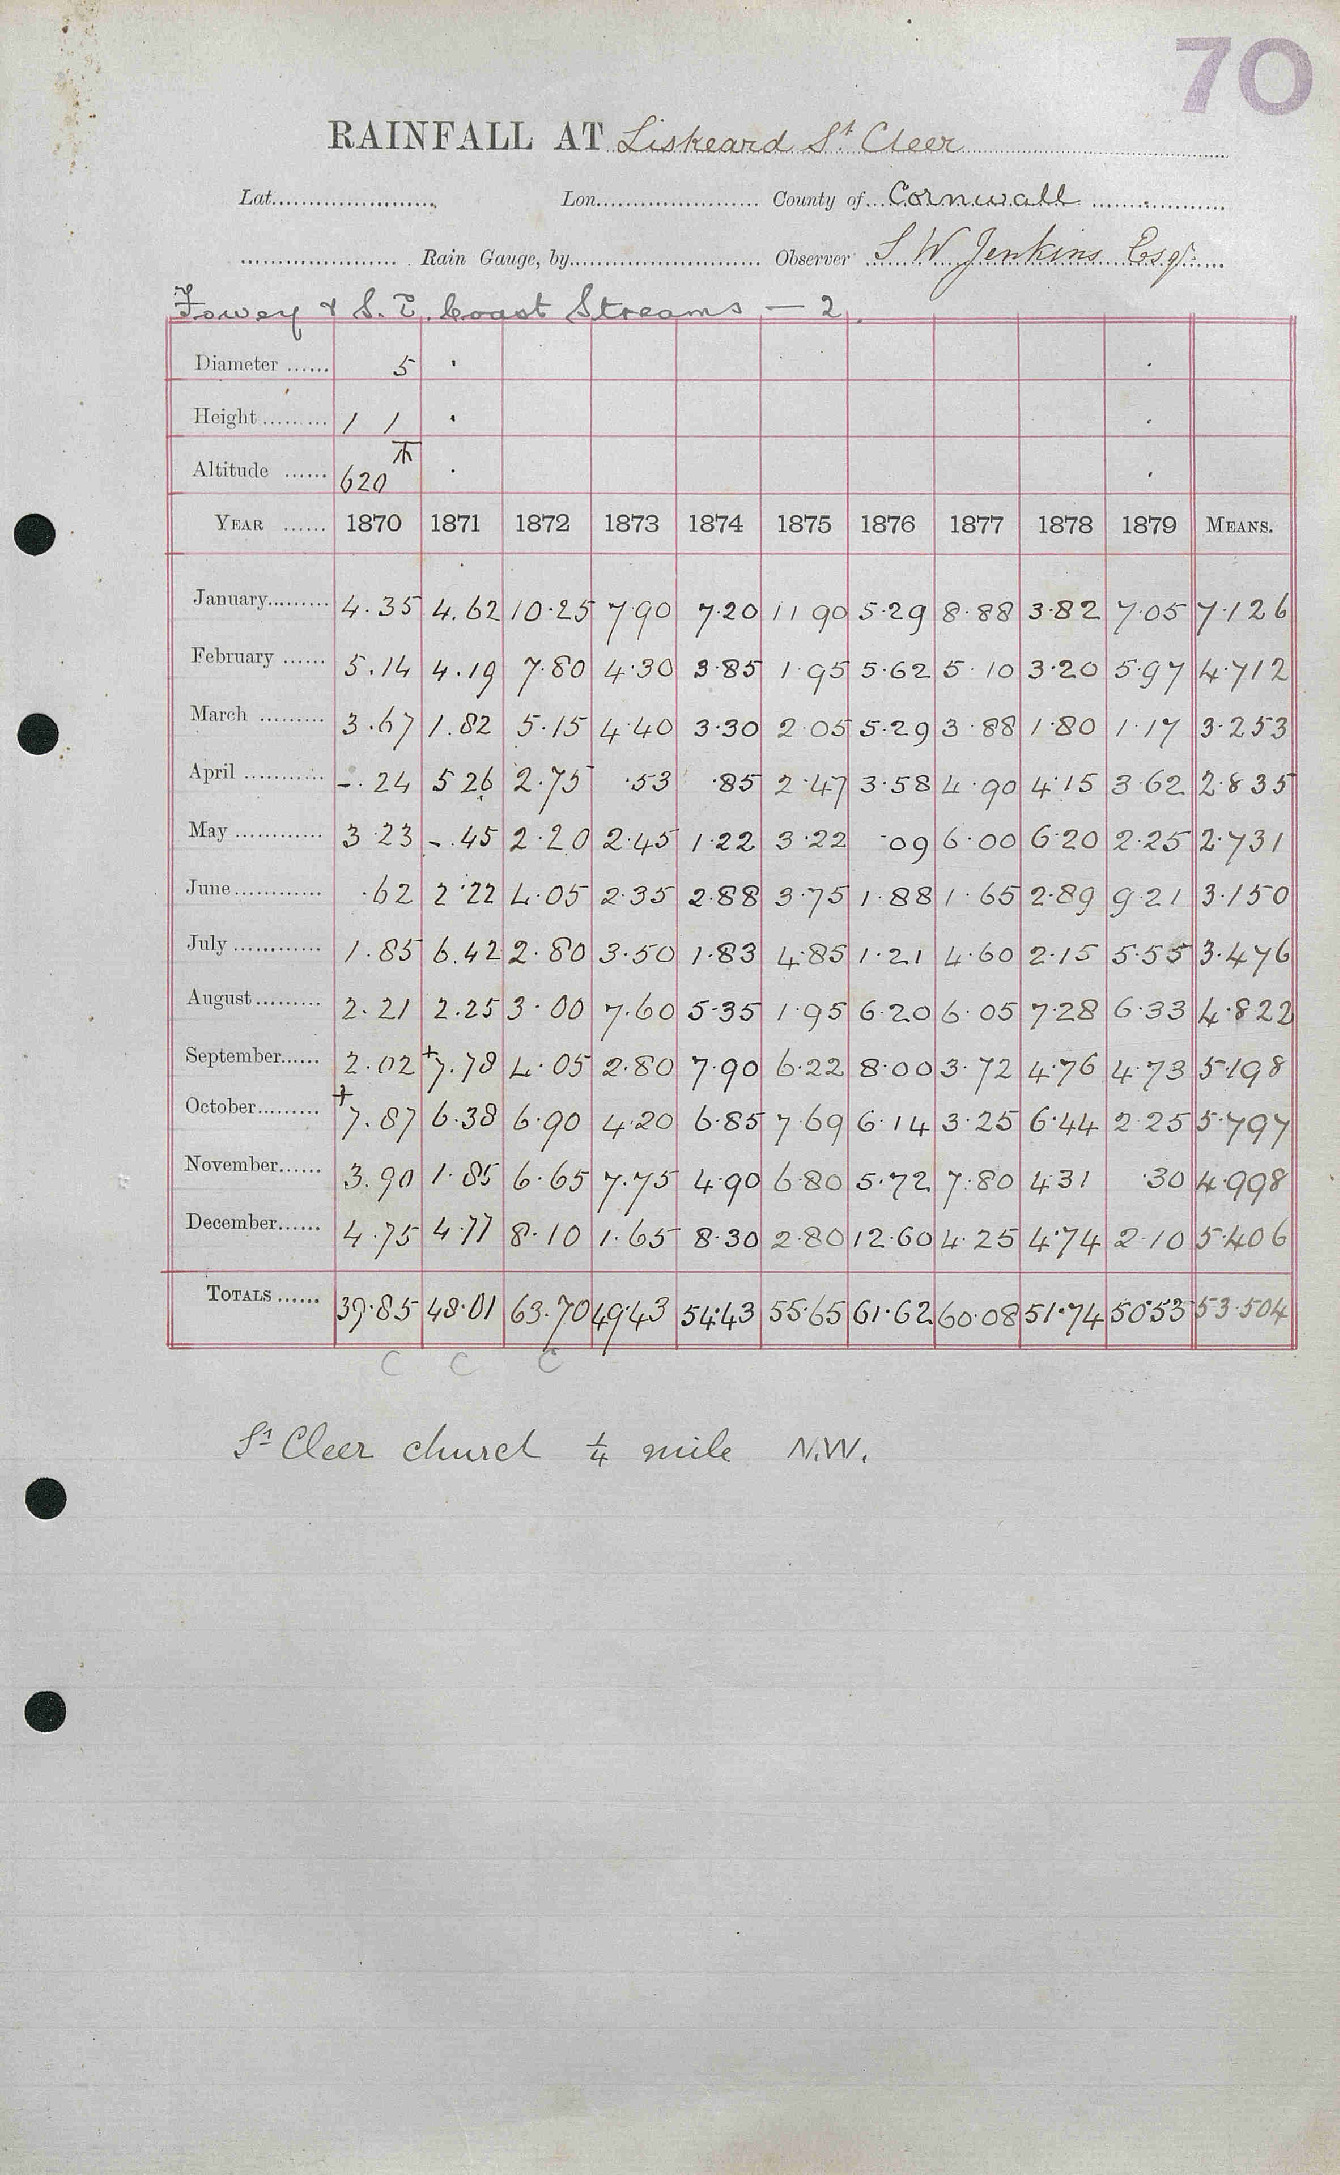 70
RAINFALL AT Liskeard St Cleer
Lat. Lon. County of Cornwall
Rain Gauge, by Observer S W Jenkins Esqr.
Fowey & S. E. Coast Streams — 2.
Diameter ...... 5
Height ......... 1 1
Altitude ...... 620
YEAR ...... 1870 1871 1872 1873 1874 1875 1876 1877 1878 1879 MEANS.
January......... 4.35 4.62 10.25 7.90 7.20 11 90 5.29 8.88 3.82 7.05 7.126
February ...... 5.14 4.19 7.80 4.30 3.85 1.95 5.62 5.10 3.20 5.97 4.712
March ......... 3.67 1.82 5.15 4.40 3.30 2 05 5.29 3.88 1.80 1.17 3.253
April ............ -.24 5 26 2.75 .53 .85 2.47 3.58 4.90 4.15 3 62 2.835
May ............ 3 23 -.45 2.20 2.45 1.22 3.22 .09 6.00 6.20 2.25 2.731
June ............ .62 2.22 4.05 2.35 2.88 3.75 1.88 1.65 2.89 9.21 3.150
July ............ 1.85 6.42 2.80 3.50 1.83 4.85 1.21 4.60 2.15 5.55 3.476
August ......... 2.21 2.25 3.00 7.60 5.35 1.95 6.20 6.05 7.28 6.33 4.822
September...... 2.02 +7.78 4.05 2.80 7.90 6.22 8.00 3.72 4.76 4.73 5.198
October ......... +7.87 6.38 6.90 4.20 6.85 7.69 6.14 3.25 6.44 2.25 5.797
November...... 3.90 1.85 6.65 7.75 4.90 6.80 5.72 7.80 4.31 .30 4.998
December...... 4.75 4.77 8.10 1.65 8.30 2.80 12.60 4.25 4.74 2.10 5.406
TOTALS ...... 39.85 48.01 63.70 49.43 54.43 55.65 61.62 60.08 51.74 50.53 53.504
C C C
St Cleer church ¼ mile N.W.